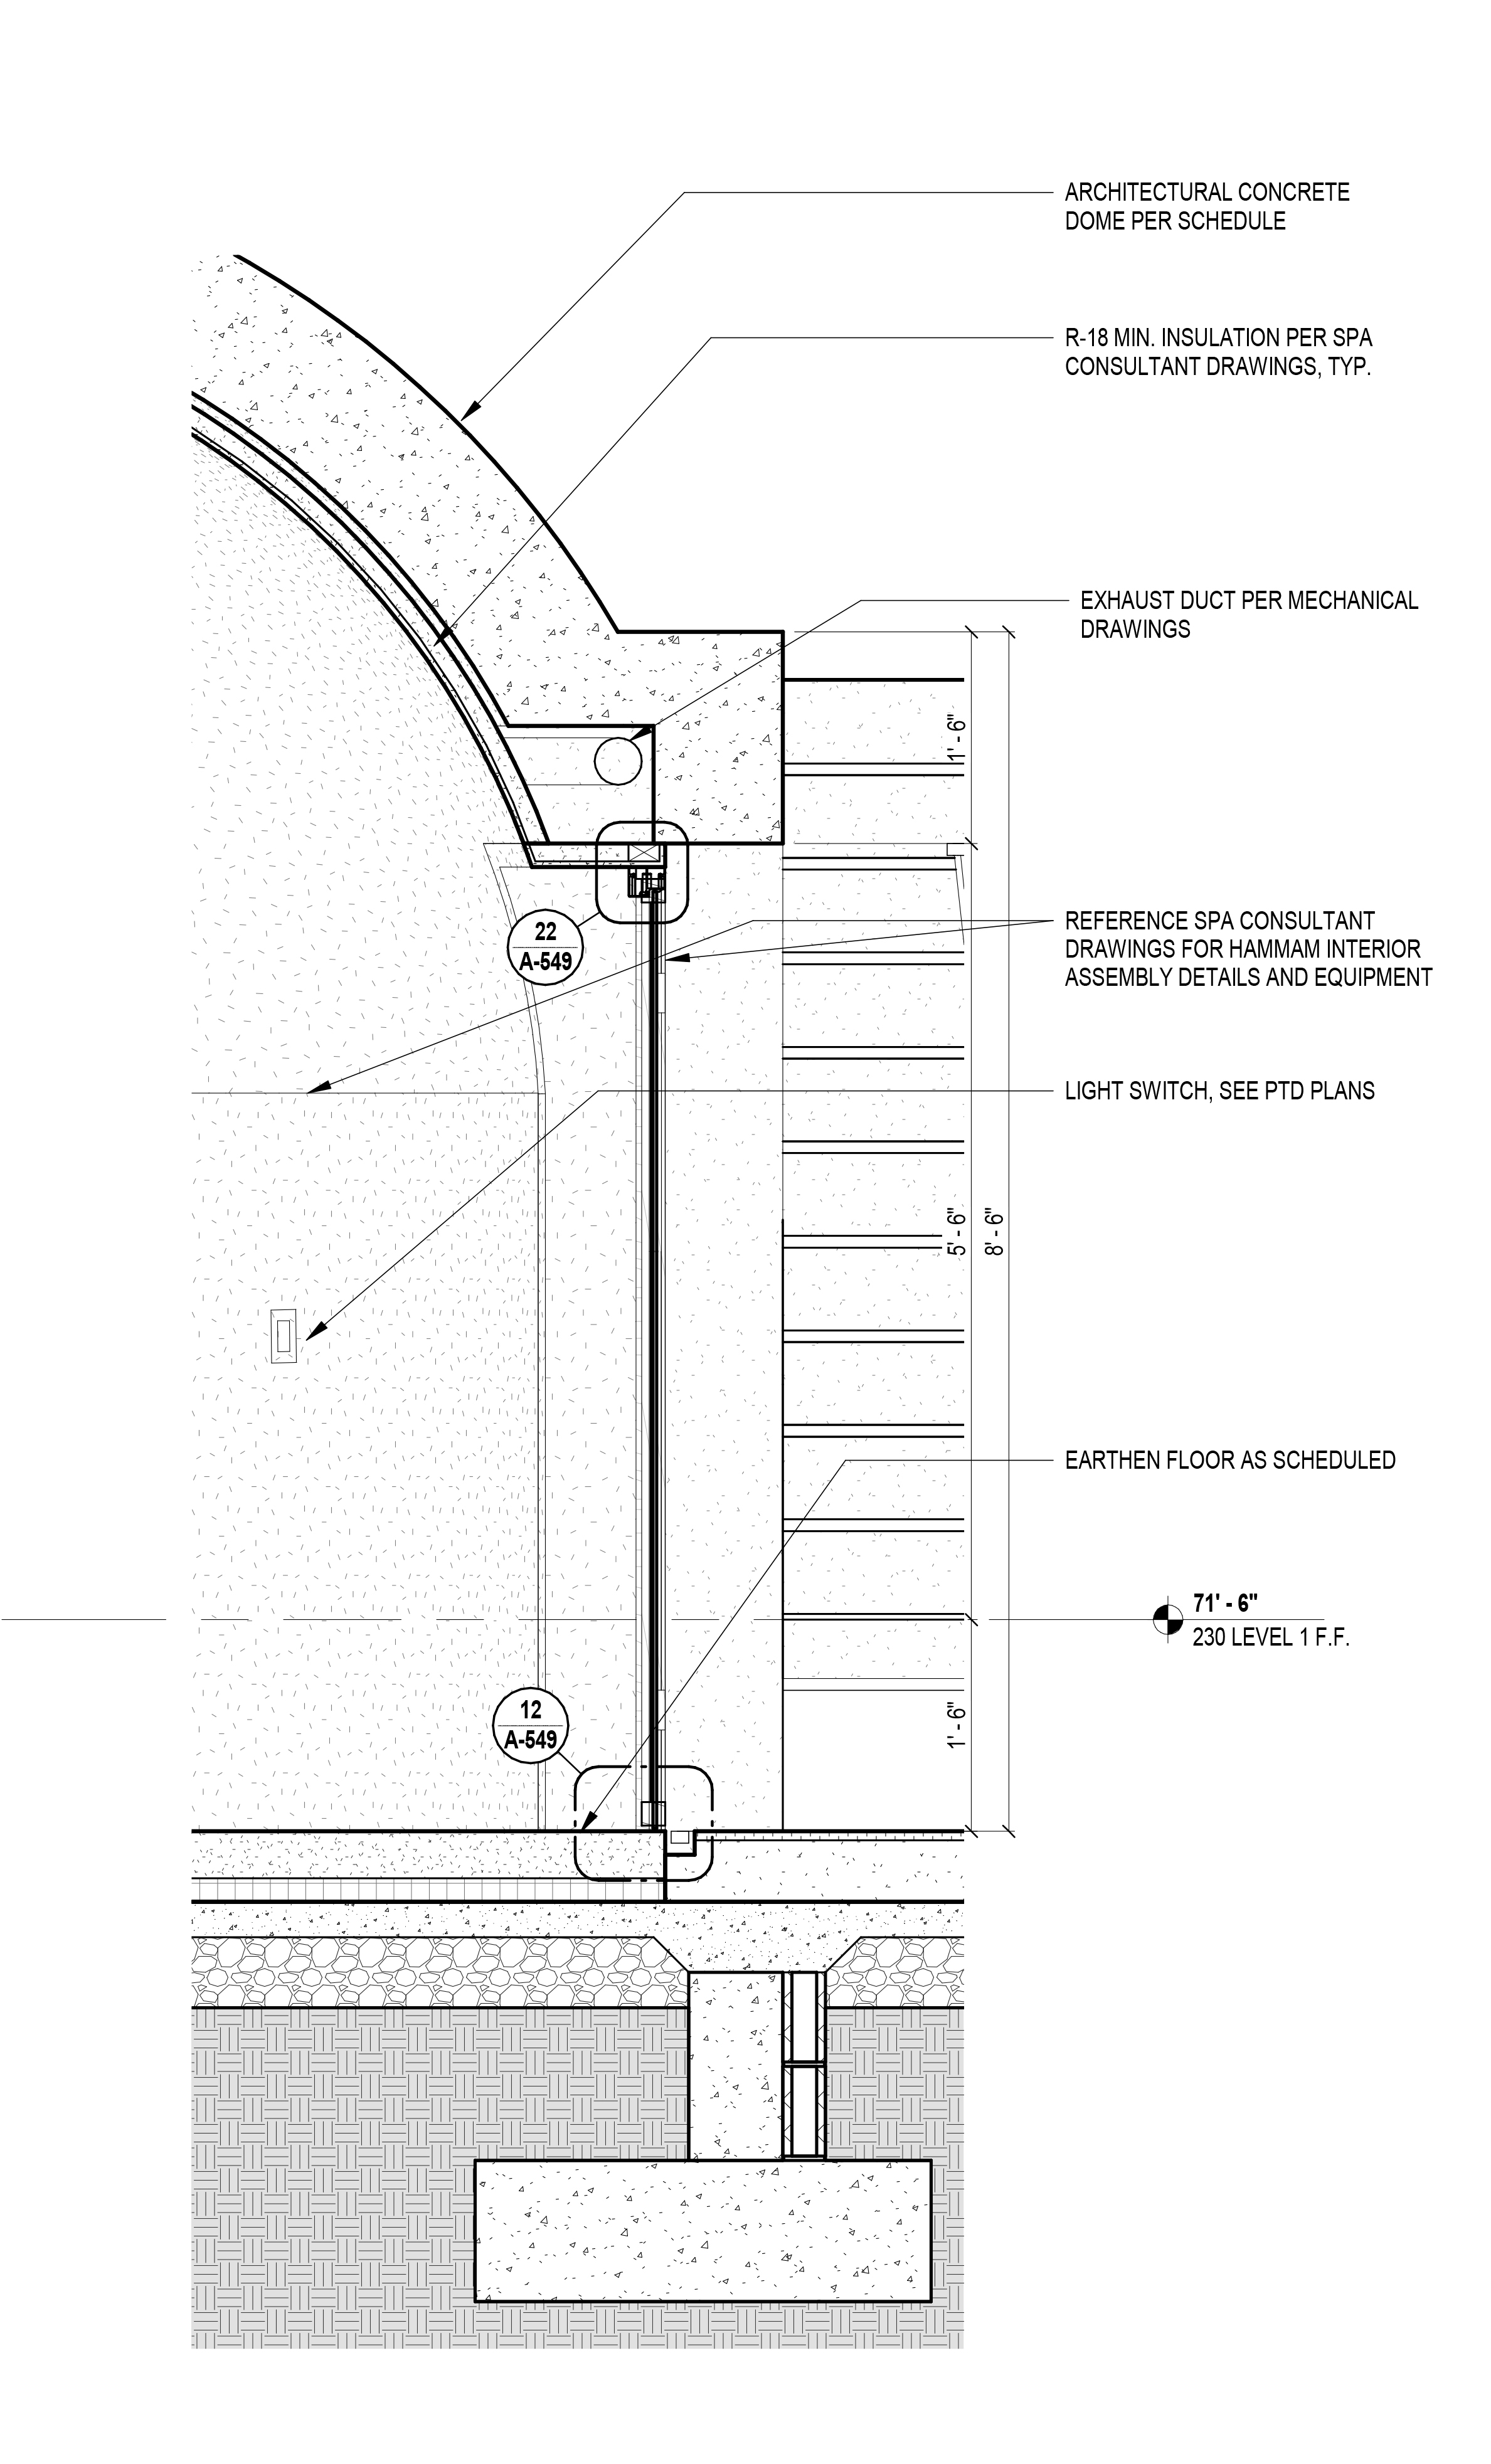 ARCHITECTURAL CONCRETE
DOME PER SCHEDULE
R-18 MIN. INSULATION PER SPA
CONSULTANT DRAWINGS, TYP.
EXHAUST DUCT PER MECHANICAL
DRAWINGS
1' - 6"
22
A-549
REFERENCE SPA CONSULTANT
DRAWINGS FOR HAMMAM INTERIOR
ASSEMBLY DETAILS AND EQUIPMENT
LIGHT SWITCH, SEE PTD PLANS
5' - 6"
8' - 6"
EARTHEN FLOOR AS SCHEDULED
71' - 6"
230 LEVEL 1 F.F.
12
A-549
1' - 6"